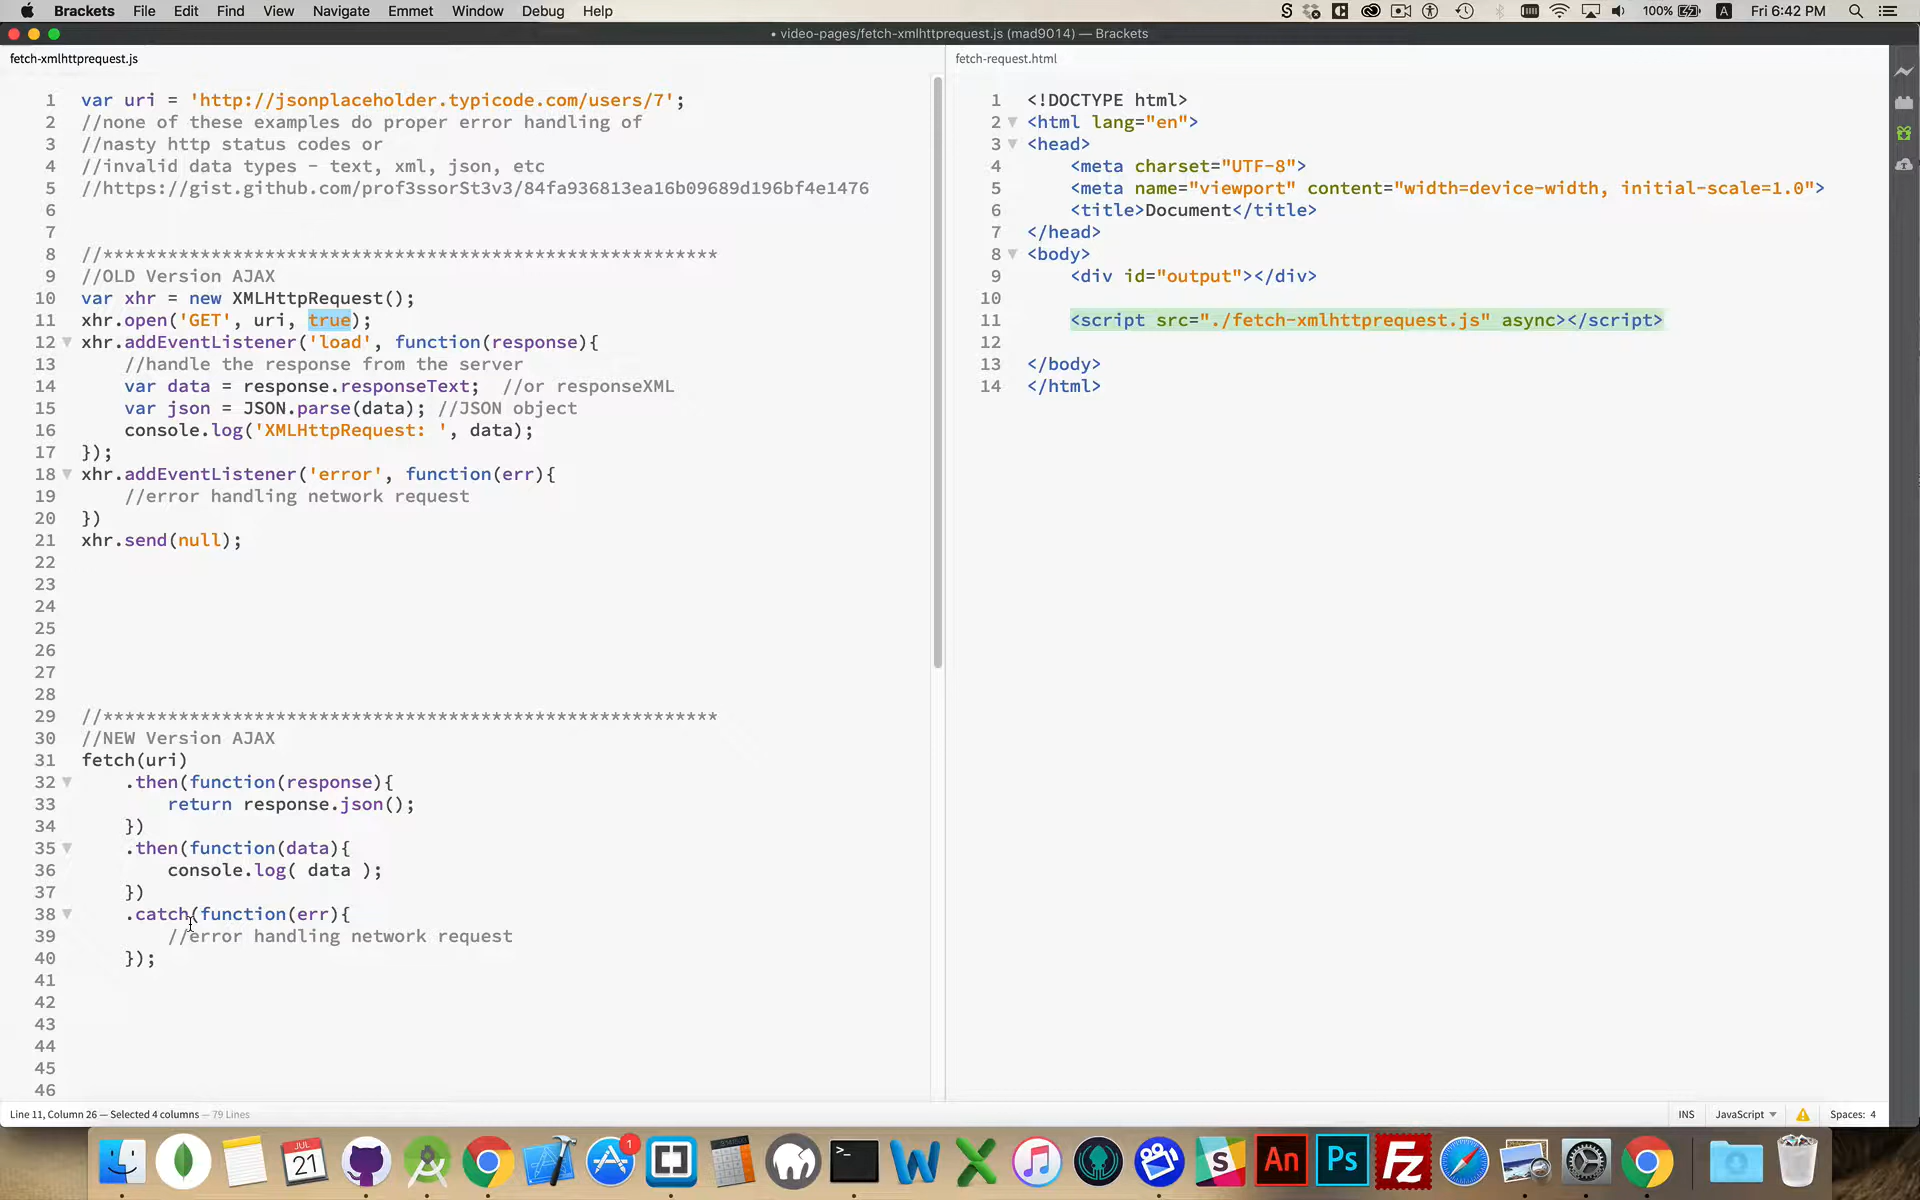 Brackets File Edit Find View Navigate Emmet Window Debug Help S 100% A Fri 6:42 PM
• video-pages/fetch-xmlhttprequest.js (mad9014) — Brackets
fetch-xmlhttprequest.js
1 var uri = 'http://jsonplaceholder.typicode.com/users/7';
2 //none of these examples do proper error handling of
3 //nasty http status codes or
4 //invalid data types - text, xml, json, etc
5 //https://gist.github.com/prof3ssorSt3v3/84fa936813ea16b09689d196bf4e1476
6
7
8 //*********************************************************
9 //OLD Version AJAX
10 var xhr = new XMLHttpRequest();
11 xhr.open('GET', uri, true);
12 xhr.addEventListener('load', function(response){
13 //handle the response from the server
14 var data = response.responseText; //or responseXML
15 var json = JSON.parse(data); //JSON object
16 console.log('XMLHttpRequest: ', data);
17 });
18 xhr.addEventListener('error', function(err){
19 //error handling network request
20 })
21 xhr.send(null);
22
23
24
25
26
27
28
29 //*********************************************************
30 //NEW Version AJAX
31 fetch(uri)
32 .then(function(response){
33 return response.json();
34 })
35 .then(function(data){
36 console.log( data );
37 })
38 .catch(function(err){
39 //error handling network request
40 });
41
42
43
44
45
46
fetch-request.html
1 <!DOCTYPE html>
2 <html lang="en">
3 <head>
4 <meta charset="UTF-8">
5 <meta name="viewport" content="width=device-width, initial-scale=1.0">
6 <title>Document</title>
7 </head>
8 <body>
9 <div id="output"></div>
10
11 <script src="./fetch-xmlhttprequest.js" async></script>
12
13 </body>
14 </html>
Line 11, Column 26 — Selected 4 columns — 79 Lines
INS JavaScript Spaces: 4
JUL
21
1
>_
W
X
S
An
Ps
Fz